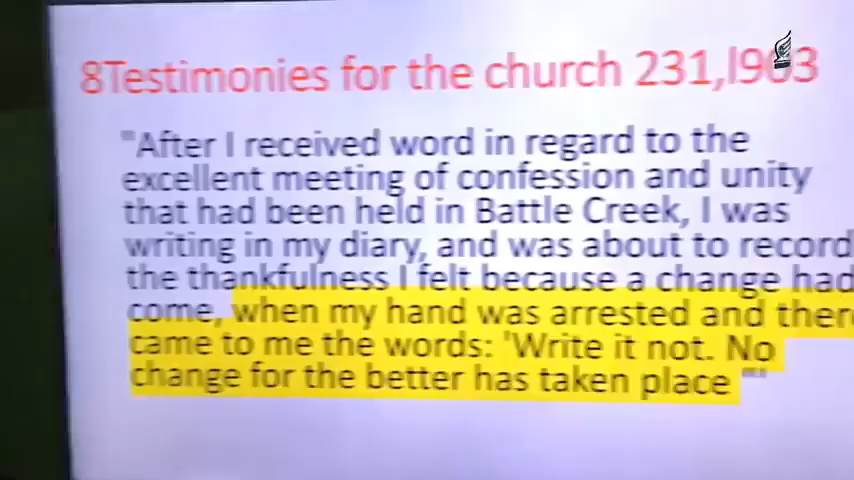 8Testimonies for the church 231,l903
"After I received word in regard to the
excellent meeting of confession and unity
that had been held in Battle Creek, I was
writing in my diary, and was about to record
the thankfulness I felt because a change had
come, when my hand was arrested and there
came to me the words: 'Write it not. No
change for the better has taken place '"